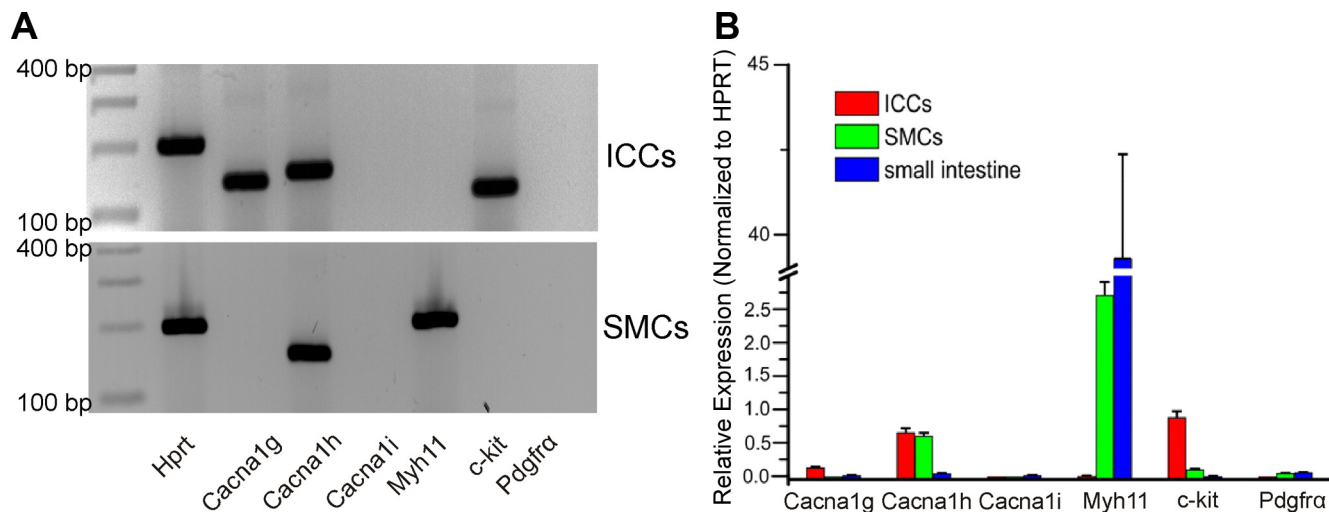 A
400 bp
100 bp
ICCs
400 bp
100 bp
SMCs
Hprt
Cacna1g
Cacna1h
Cacna1i
Myh11
c-kit
Pdgfrα
B
Relative Expression (Normalized to HPRT)
45
40
2.5
2.0
1.5
1.0
0.5
0.0
ICCs
SMCs
small intestine
Cacna1g Cacna1h Cacna1i Myh11 c-kit Pdgfrα